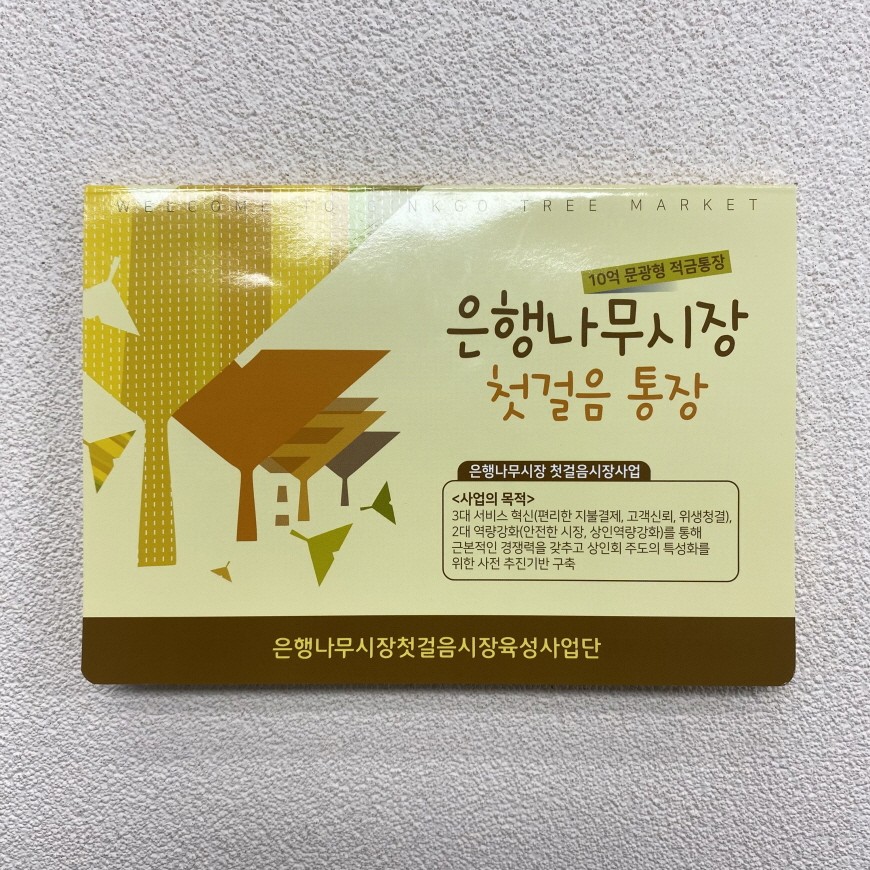 WELCOME TO GINKGO TREE MARKET
10억 문광형 적금통장
은행나무시장
첫걸음 통장
은행나무시장 첫걸음시장사업
<사업의 목적>
3대 서비스 혁신(편리한 지불결제, 고객신뢰, 위생청결),
2대 역량강화(안전한 시장, 상인역량강화)를 통해
근본적인 경쟁력을 갖추고 상인회 주도의 특성화를
위한 사전 추진기반 구축
은행나무시장첫걸음시장육성사업단